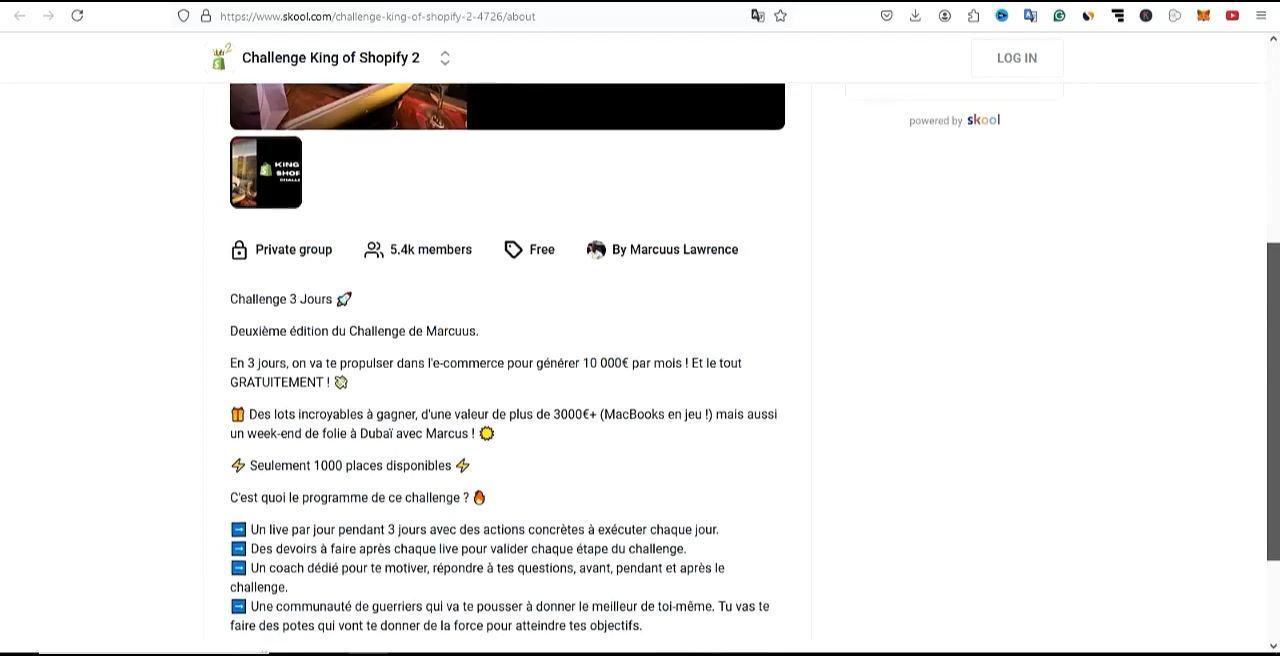 https://www.skool.com/challenge-king-of-shopify-2-4726/about
Challenge King of Shopify 2
LOG IN
powered by skool
KING
SHOP
Private group
5.4k members
Free
By Marcuus Lawrence
Challenge 3 Jours 🚀
Deuxième édition du Challenge de Marcuus.
En 3 jours, on va te propulser dans l'e-commerce pour générer 10 000€ par mois ! Et le tout
GRATUITEMENT ! 💸
🎁 Des lots incroyables à gagner, d'une valeur de plus de 3000€+ (MacBooks en jeu !) mais aussi
un week-end de folie à Dubaï avec Marcus ! ☀️
⚡ Seulement 1000 places disponibles ⚡
C'est quoi le programme de ce challenge ? 🔥
➡️ Un live par jour pendant 3 jours avec des actions concrètes à exécuter chaque jour.
➡️ Des devoirs à faire après chaque live pour valider chaque étape du challenge.
➡️ Un coach dédié pour te motiver, répondre à tes questions, avant, pendant et après le
challenge.
➡️ Une communauté de guerriers qui va te pousser à donner le meilleur de toi-même. Tu vas te
faire des potes qui vont te donner de la force pour atteindre tes objectifs.